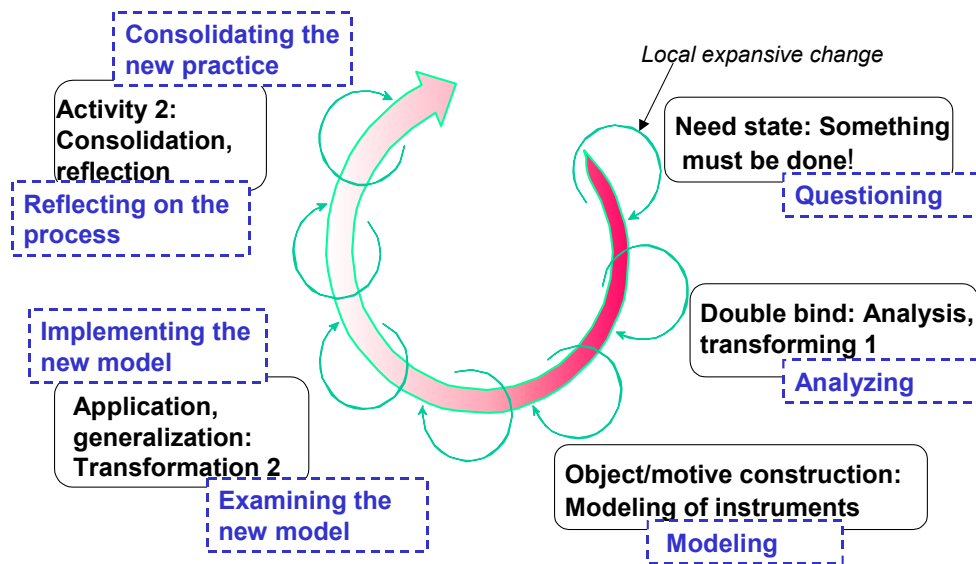 Consolidating the
new practice
Activity 2:
Consolidation,
reflection
Reflecting on the
process
Implementing the
new model
Application,
generalization:
Transformation 2
Examining the
new model
Local expansive change
Need state: Something
must be done!
Questioning
Double bind: Analysis,
transforming 1
Analyzing
Object/motive construction:
Modeling of instruments
Modeling